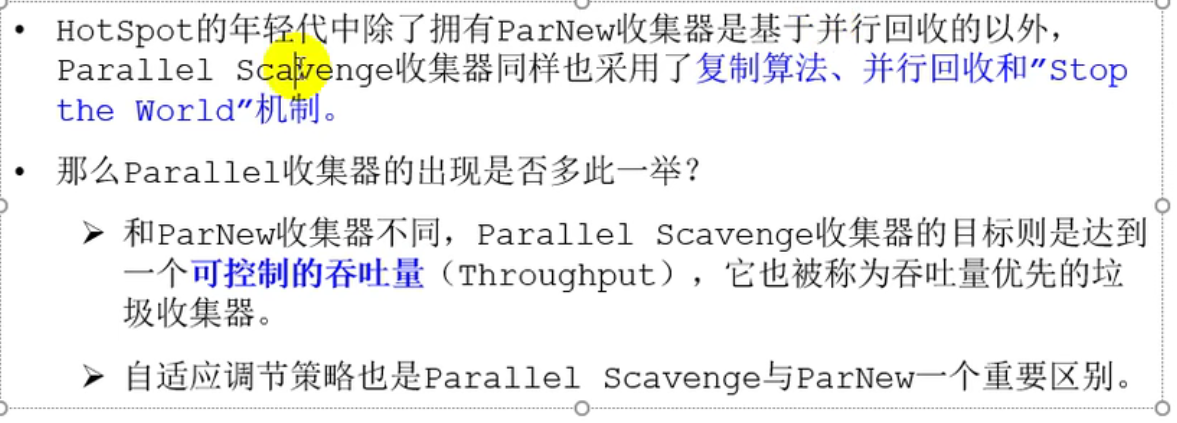 • HotSpot的年轻代中除了拥有ParNew收集器是基于并行回收的以外，
Parallel Scavenge收集器同样也采用了复制算法、并行回收和"Stop
the World"机制。
• 那么Parallel收集器的出现是否多此一举？
➢ 和ParNew收集器不同，Parallel Scavenge收集器的目标则是达到
一个可控制的吞吐量（Throughput），它也被称为吞吐量优先的垃
圾收集器。
➢ 自适应调节策略也是Parallel Scavenge与ParNew一个重要区别。